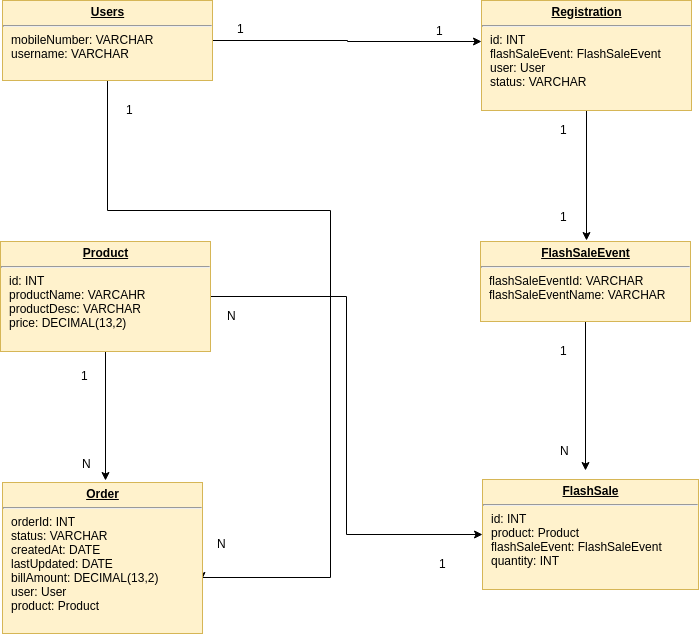 Users
mobileNumber: VARCHAR
username: VARCHAR
1
1
Registration
id: INT
flashSaleEvent: FlashSaleEvent
user: User
status: VARCHAR
1
1
1
Product
id: INT
productName: VARCAHR
productDesc: VARCHAR
price: DECIMAL(13,2)
N
FlashSaleEvent
flashSaleEventId: VARCHAR
flashSaleEventName: VARCHAR
1
1
N
N
Order
orderId: INT
status: VARCHAR
createdAt: DATE
lastUpdated: DATE
billAmount: DECIMAL(13,2)
user: User
product: Product
N
1
FlashSale
id: INT
product: Product
flashSaleEvent: FlashSaleEvent
quantity: INT